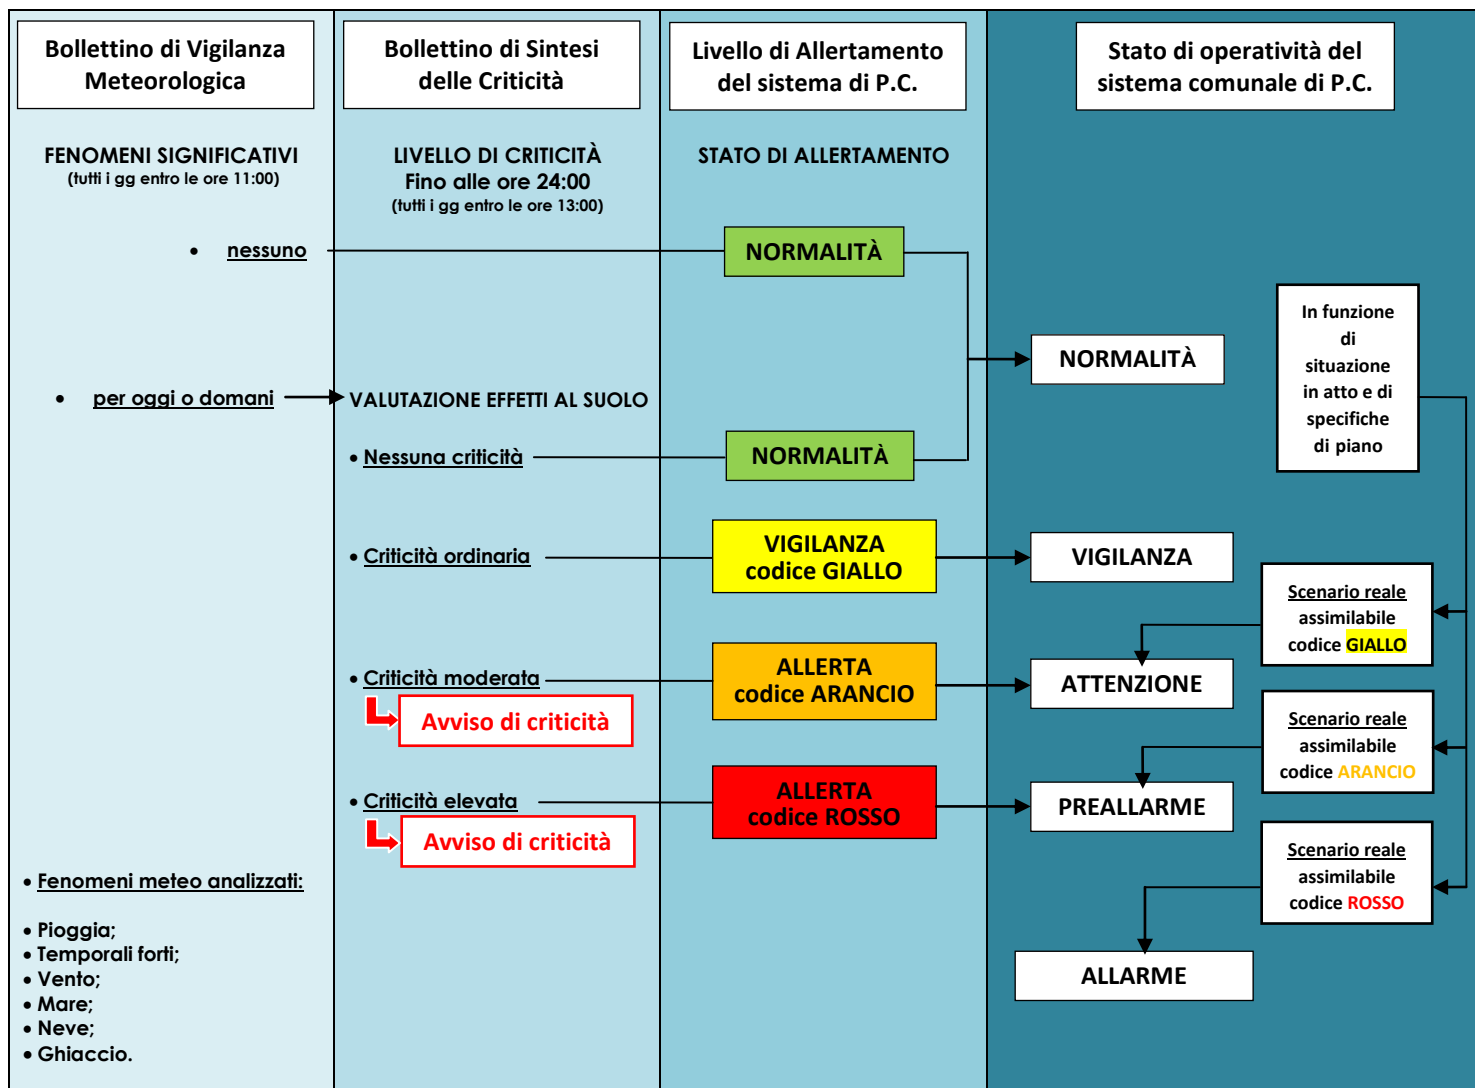 Bollettino di Vigilanza
Meteorologica
Bollettino di Sintesi
delle Criticità
Livello di Allertamento
del sistema di P.C.
Stato di operatività del
sistema comunale di P.C.
FENOMENI SIGNIFICATIVI
(tutti i gg entro le ore 11:00)
LIVELLO DI CRITICITÀ
Fino alle ore 24:00
(tutti i gg entro le ore 13:00)
STATO DI ALLERTAMENTO
• nessuno
NORMALITÀ
In funzione
di
situazione
in atto e di
specifiche
di piano
NORMALITÀ
• per oggi o domani
VALUTAZIONE EFFETTI AL SUOLO
• Nessuna criticità
NORMALITÀ
• Criticità ordinaria
VIGILANZA
codice GIALLO
VIGILANZA
Scenario reale
assimilabile
codice GIALLO
• Criticità moderata
Avviso di criticità
ALLERTA
codice ARANCIO
ATTENZIONE
Scenario reale
assimilabile
codice ARANCIO
• Criticità elevata
Avviso di criticità
ALLERTA
codice ROSSO
PREALLARME
Scenario reale
assimilabile
codice ROSSO
ALLARME
• Fenomeni meteo analizzati:
• Pioggia;
• Temporali forti;
• Vento;
• Mare;
• Neve;
• Ghiaccio.